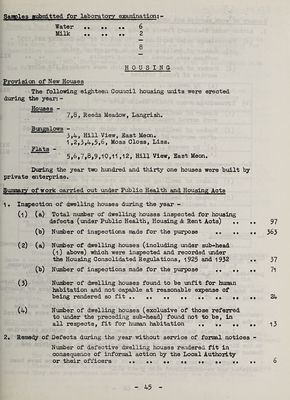 Samples submitted for laboratory examination:-
Water .. .. .. 6
Milk .. .. .. 2
8
HOUSING
Provision of New Houses
The following eighteen Council housing units were erected
during the year:-
Houses -
7,8, Reeds Meadow, Langrish.
Bungalows -
3,4, Hill View, East Meon.
1,2,3,4,5,6, Moss Close, Liss.
Flats -
5,6,7,8,9,10,11,12, Hill View, East Meon.
During the year two hundred and thirty one houses were built by
private enterprise.
Summary of work carried out under Public Health and Housing Acts
1. Inspection of dwelling houses during the year -
(1) (a) Total number of dwelling houses inspected for housing
defects (under Public Health, Housing & Rent Acts) .. .. 97
(b) Number of inspections made for the purpose .. .. 363
(2) (a) Number of dwelling houses (including under sub-head
(1) above) which were inspected and recorded under
the Housing Consolidated Regulations, 1925 and 1932 .. 37
(b) Number of inspections made for the purpose .. .. 71
(3) Number of dwelling houses found to be unfit for human
habitation and not capable at reasonable expense of
being rendered so fit .. .. .. .. .. .. .. 24
(4) Number of dwelling houses (exclusive of those referred
to under the preceding sub-head) found not to be, in
all respects, fit for human habitation .. .. .. .. 13
2. Remedy of Defects during the year without service of formal notices -
Number of defective dwelling houses rendered fit in
consequence of informal action by the Local Authority
or their officers .. .. .. .. .. .. .. 6
- 45 -